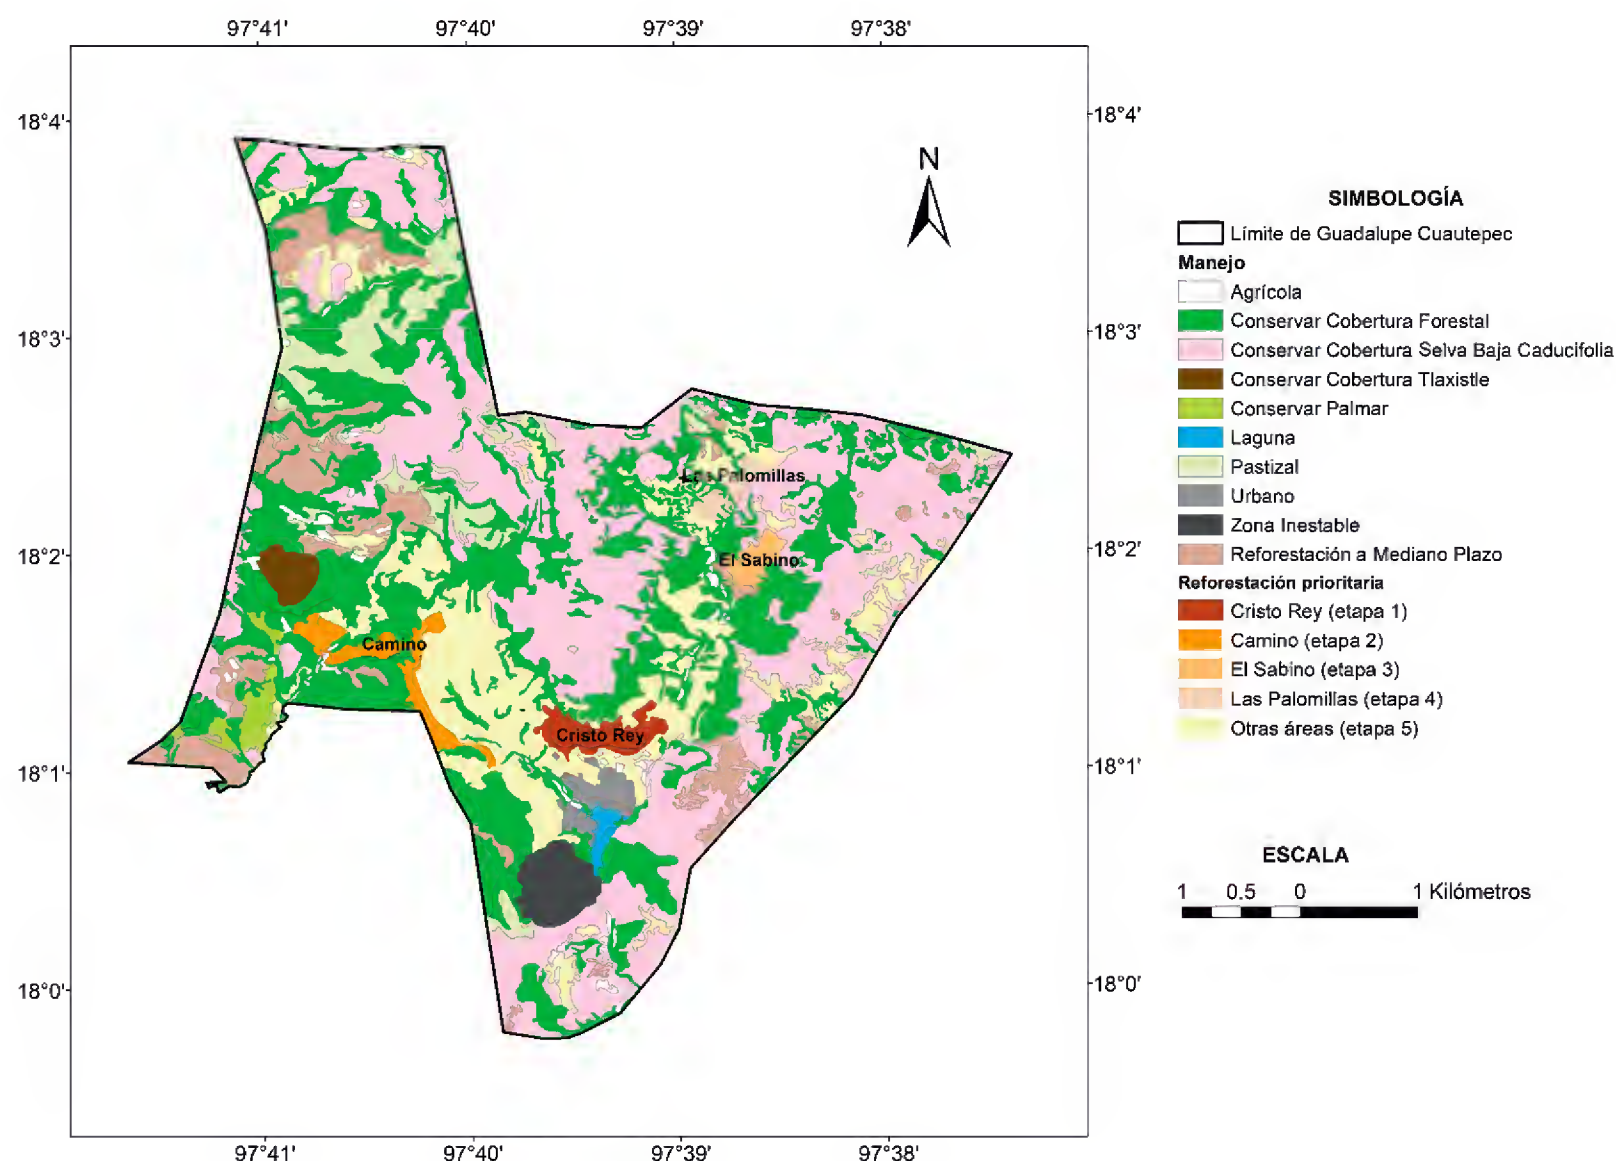 97°41' 97°40' 97°39' 97°38'
18°4' 18°4'
N
18°3' 18°3'
Las Palomillas
18°2' 18°2'
El Sabino
Camino
Cristo Rey
18°1' 18°1'
18°0' 18°0'
97°41' 97°40' 97°39' 97°38'
SIMBOLOGÍA
Límite de Guadalupe Cuautepec
Manejo
Agrícola
Conservar Cobertura Forestal
Conservar Cobertura Selva Baja Caducifolia
Conservar Cobertura Tlaxistle
Conservar Palmar
Laguna
Pastizal
Urbano
Zona Inestable
Reforestación a Mediano Plazo
Reforestación prioritaria
Cristo Rey (etapa 1)
Camino (etapa 2)
El Sabino (etapa 3)
Las Palomillas (etapa 4)
Otras áreas (etapa 5)
ESCALA
1 0.5 0 1 Kilómetros